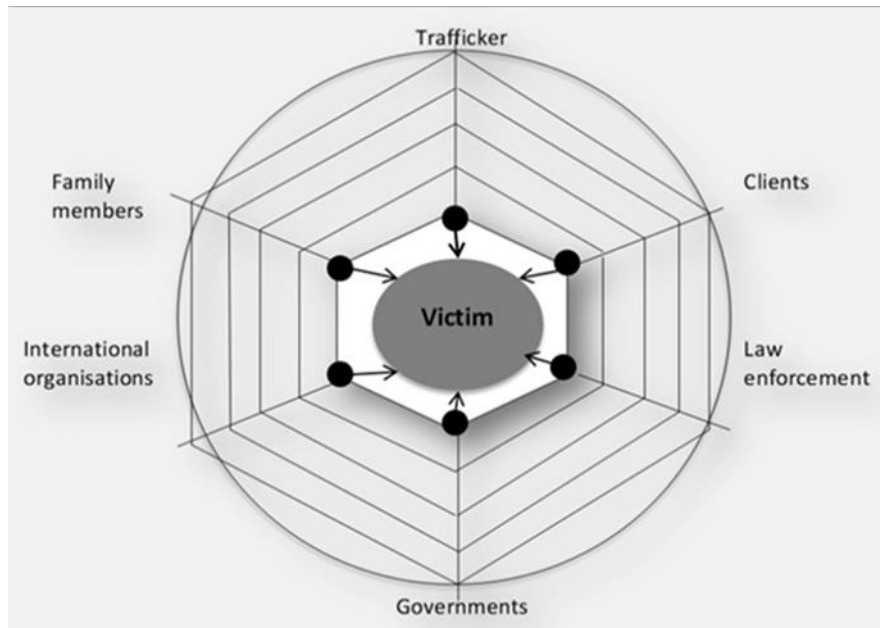 Trafficker
Family
members
Clients
Victim
International
organisations
Law
enforcement
Governments